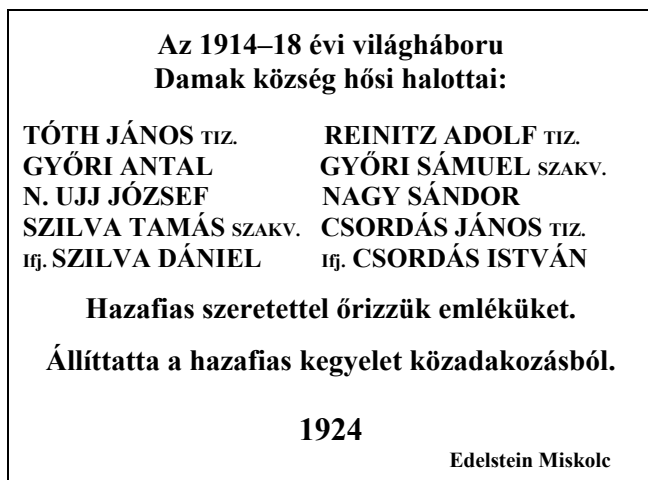 Az 1914–18 évi világháboru
Damak község hősi halottai:
TÓTH JÁNOS TIZ. REINITZ ADOLF TIZ.
GYŐRI ANTAL GYŐRI SÁMUEL SZAKV.
N. UJJ JÓZSEF NAGY SÁNDOR
SZILVA TAMÁS SZAKV. CSORDÁS JÁNOS TIZ.
Ifj. SZILVA DÁNIEL Ifj. CSORDÁS ISTVÁN
Hazafias szeretettel őrizzük emléküket.
Állíttatta a hazafias kegyelet közadakozásból.
1924
Edelstein Miskolc